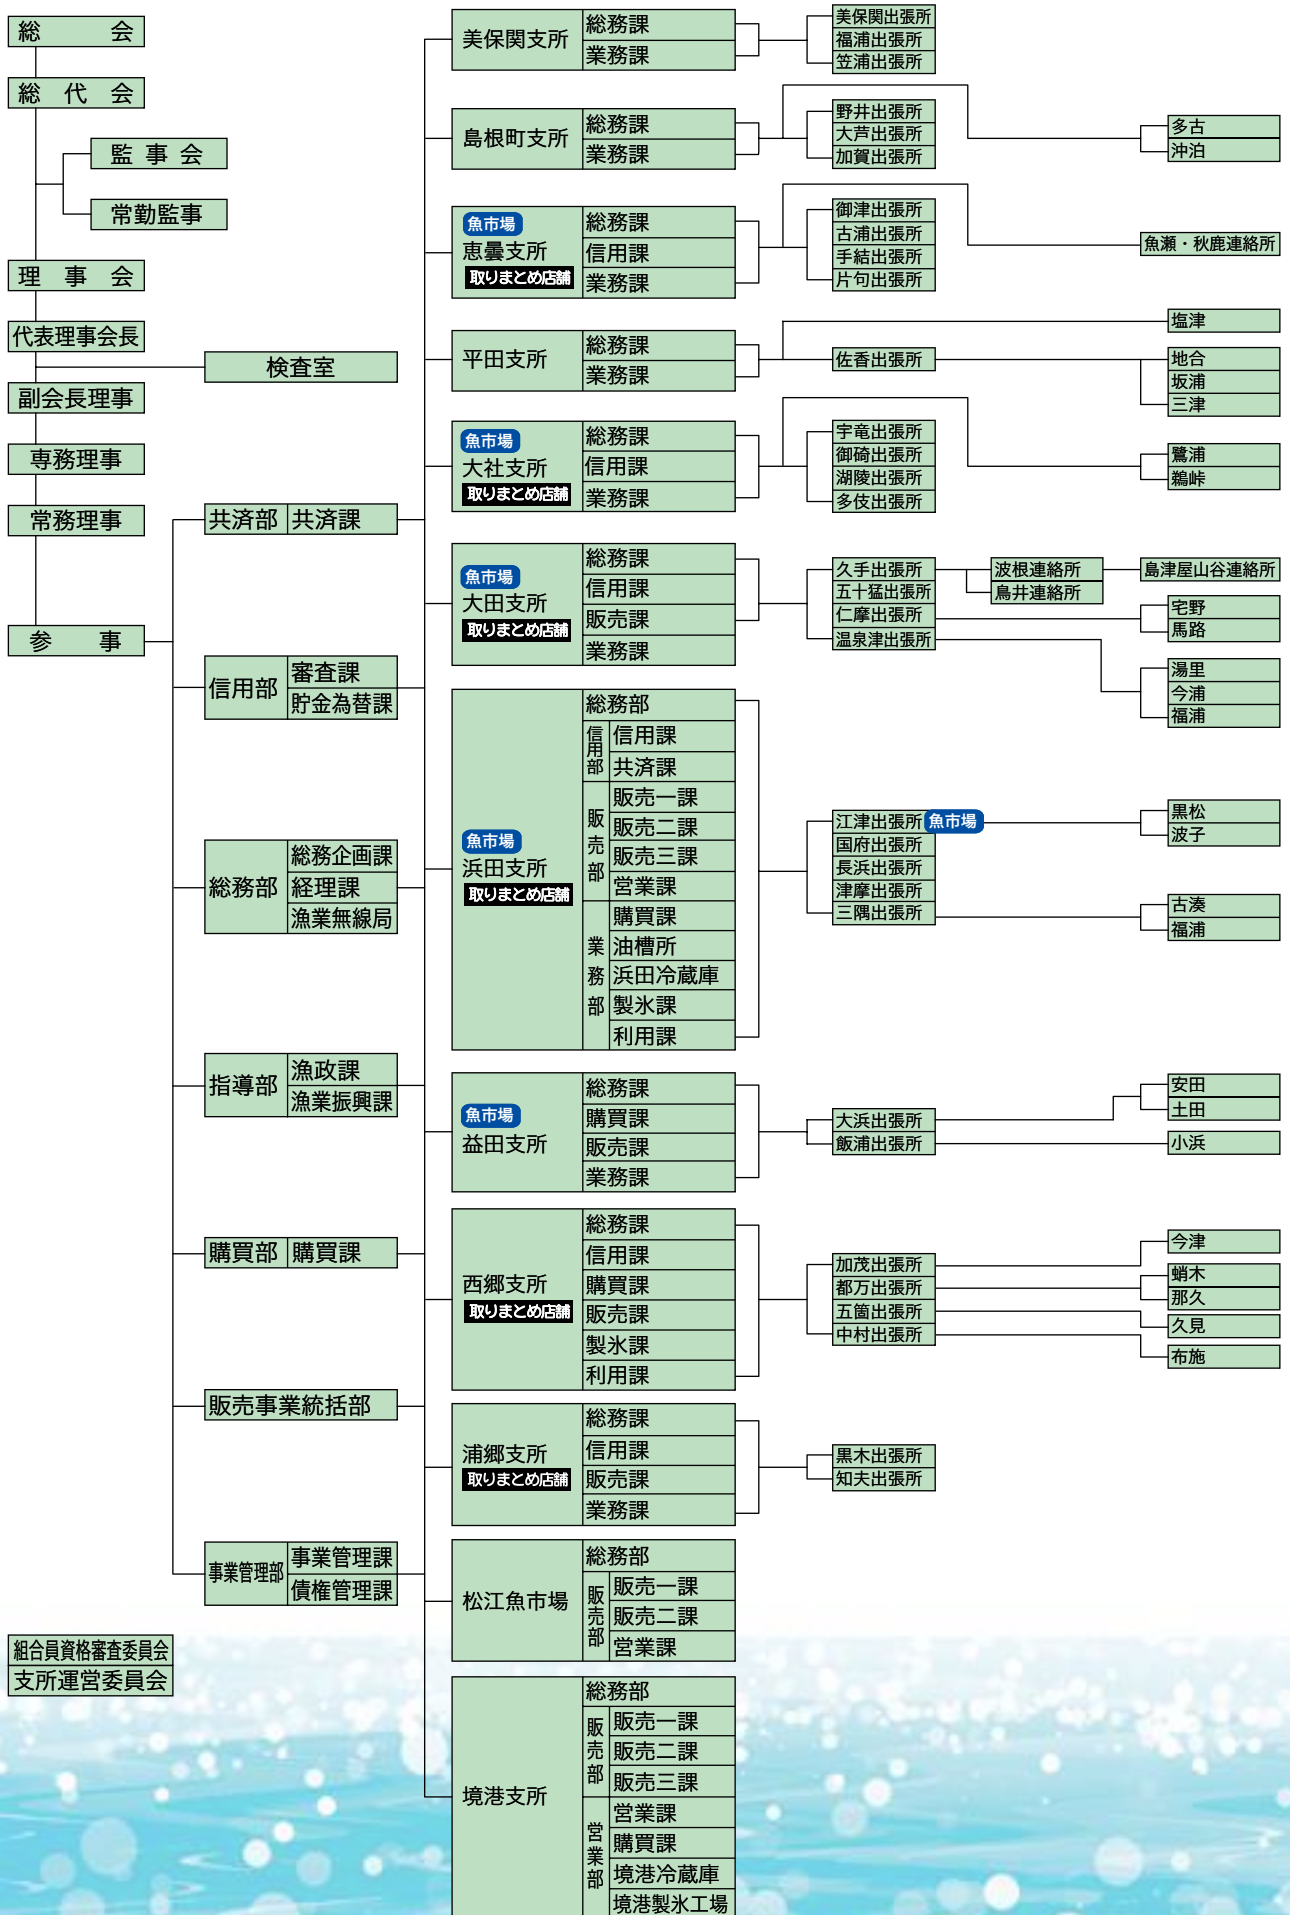 総　会
総代会
監事会
常勤監事
理事会
代表理事会長
検査室
副会長理事
専務理事
常務理事
参　事
共済部 共済課
信用部
審査課
貯金為替課
総務部
総務企画課
経理課
漁業無線局
指導部
漁政課
漁業振興課
購買部 購買課
販売事業統括部
事業管理部
事業管理課
債権管理課
組合員資格審査委員会
支所運営委員会
美保関支所
総務課
業務課
美保関出張所
福浦出張所
笠浦出張所
島根町支所
総務課
業務課
野井出張所
大芦出張所
加賀出張所
多古
沖泊
魚市場
恵曇支所
取りまとめ店舗
総務課
信用課
業務課
御津出張所
古浦出張所
手結出張所
片句出張所
魚瀬・秋鹿連絡所
平田支所
総務課
業務課
佐香出張所
塩津
地合
坂浦
三津
魚市場
大社支所
取りまとめ店舗
総務課
信用課
業務課
宇竜出張所
御碕出張所
湖陵出張所
多伎出張所
鷺浦
鵜峠
魚市場
大田支所
取りまとめ店舗
総務課
信用課
販売課
業務課
久手出張所
五十猛出張所
仁摩出張所
温泉津出張所
波根連絡所
鳥井連絡所
島津屋山谷連絡所
宅野
馬路
湯里
今浦
福浦
魚市場
浜田支所
取りまとめ店舗
総務部
信用部
信用課
共済課
販売部
販売一課
販売二課
販売三課
営業課
業務部
購買課
油槽所
浜田冷蔵庫
製氷課
利用課
江津出張所 魚市場
国府出張所
長浜出張所
津摩出張所
三隅出張所
黒松
波子
古湊
福浦
魚市場
益田支所
総務課
購買課
販売課
業務課
大浜出張所
飯浦出張所
安田
土田
小浜
西郷支所
取りまとめ店舗
総務課
信用課
購買課
販売課
製氷課
利用課
加茂出張所
都万出張所
五箇出張所
中村出張所
今津
蛸木
那久
久見
布施
浦郷支所
取りまとめ店舗
総務課
信用課
販売課
業務課
黒木出張所
知夫出張所
松江魚市場
総務部
販売部
販売一課
販売二課
営業課
境港支所
総務部
販売部
販売一課
販売二課
販売三課
営業部
営業課
購買課
境港冷蔵庫
境港製氷工場